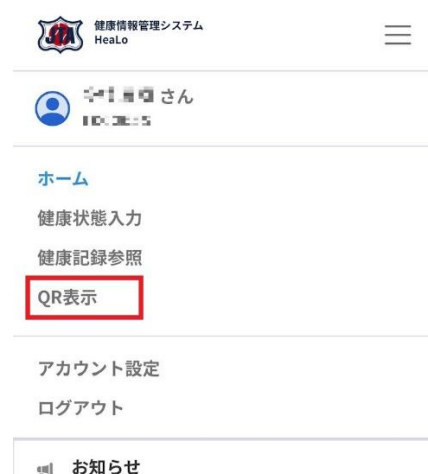 健康情報管理システム
HeaLo
さん
ホーム
健康状態入力
健康記録参照
QR表示
アカウント設定
ログアウト
お知らせ